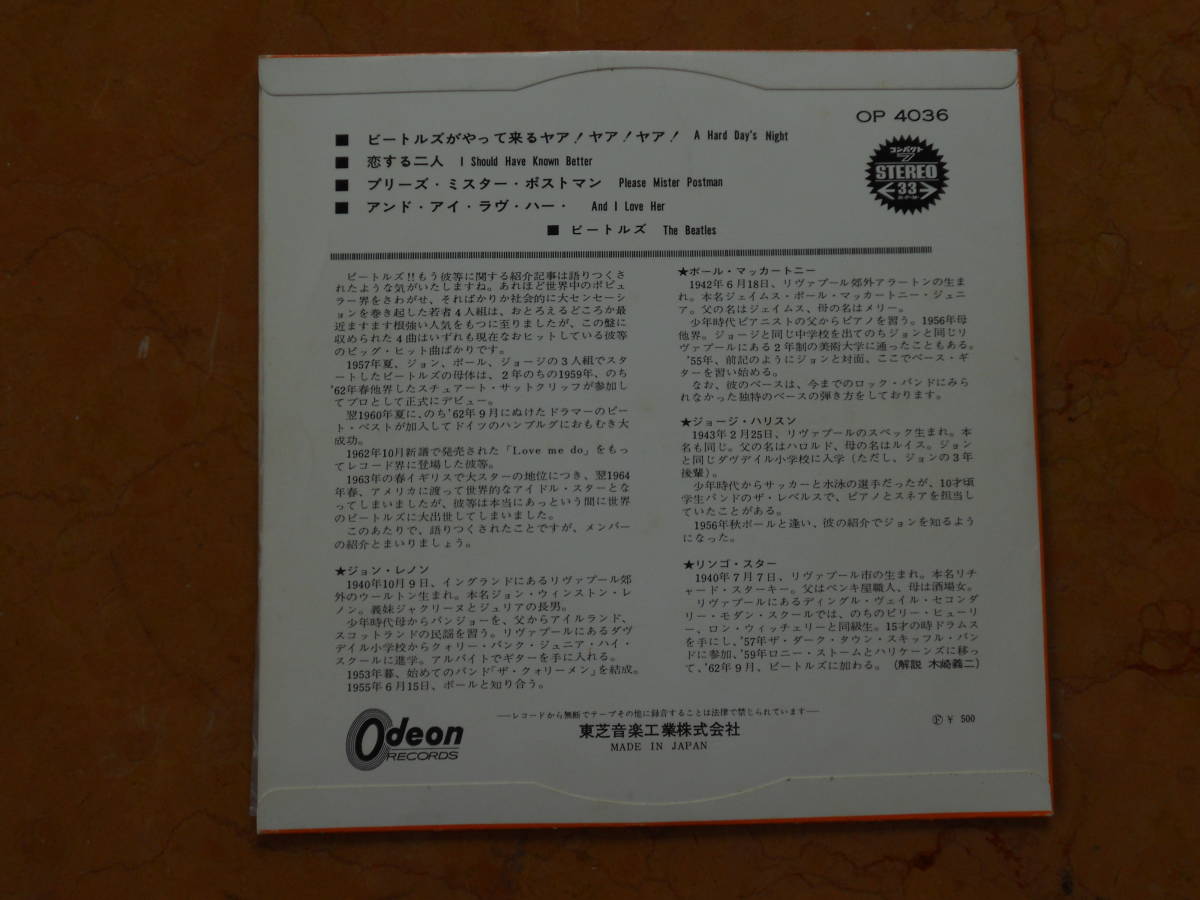 OP 4036
コンパクト
7
STEREO
33
■ ビートルズがやって来るヤア！ヤア！ヤア！ A Hard Day's Night
■ 恋する二人 I Should Have Known Better
■ プリーズ・ミスター・ポストマン Please Mister Postman
■ アンド・アイ・ラヴ・ハー・ And I Love Her
■ ビートルズ The Beatles
ビートルズ!!もう彼等に関する紹介記事は語りつくさ
れたような気がいたしますね。あれほど世界中のポピュ
ラー界をさわがせ、そればかりか社会的に大センセーシ
ョンを巻き起した若者4人組は、おとろえるどころか最
近ますます根強い人気をもつに至りましたが、この盤に
収められた4曲はいずれも現在なおヒットしている彼等
のビッグ・ヒット曲ばかりです。
1957年夏、ジョン、ポール、ジョージの3人組でスタ
ートしたビートルズの母体は、2年のちの1959年、のち
'62年春他界したスチュアート・サットクリッフが参加し
てプロとして正式にデビュー。
翌1960年夏に、のち'62年9月にぬけたドラマーのピー
ト・ベストが加入してドイツのハンブルグにおもむき大
成功。
1962年10月新譜で発売された「Love me do」をもっ
てレコード界に登場した彼等。
1963年の春イギリスで大スターの地位につき、翌1964
年春、アメリカに渡って世界的なアイドル・スターとな
ってしまいましたが、彼等は本当にあっという間に世界
のビートルズに大出世してしまいました。
このあたりで、語りつくされたことですが、メンバー
の紹介とまいりましょう。
★ジョン・レノン
1940年10月9日、イングランドにあるリヴァプール郊
外のウールトン生まれ。本名ジョン・ウィンストン・レ
ノン。義妹ジャクリーヌとジュリアの長男。
少年時代母からバンジョーを、父からアイルランド、
スコットランドの民謡を習う。リヴァプールにあるダヴ
デイル小学校からクォリー・バンク・ジュニア・ハイ・
スクールに進学。アルバイトでギターを手に入れる。
1953年暮、始めてのバンド「ザ・クォリーメン」を結成。
1955年6月15日、ポールと知り合う。
★ポール・マッカートニー
1942年6月18日、リヴァプール郊外アラートンの生ま
れ。本名ジェイムス・ポール・マッカートニー・ジュニ
ア。父の名はジェイムス、母の名はメリー。
少年時代ピアニストの父からピアノを習う。1956年母
他界。ジョージと同じ中学校を出てのちジョンと同じリ
ヴァプールにある2年制の美術大学に通ったこともある。
'55年、前記のようにジョンと対面、ここでベース・ギ
ターを習い始める。
なお、彼のベースは、今までのロック・バンドにみら
れなかった独特のベースの弾き方をしております。
★ジョージ・ハリスン
1943年2月25日、リヴァプールのスペック生まれ。本
名も同じ。父の名はハロルド、母の名はルイス。ジョン
と同じダヴデイル小学校に入学（ただし、ジョンの3年
後輩）。
少年時代からサッカーと水泳の選手だったが、10才頃
学生バンドのザ・レベルスで、ピアノとスネアを担当し
ていたことがある。
1956年秋ポールと逢い、彼の紹介でジョンを知るよう
になった。
★リンゴ・スター
1940年7月7日、リヴァプール市の生まれ。本名リチ
ャード・スターキー。父はペンキ屋職人、母は酒場女。
リヴァプールにあるディングル・ヴェイル・セコンダ
リー・モダン・スクールでは、のちのビリー・ヒューリ
ー、ロン・ウィッチェリーと同級生。15才の時ドラムス
を手にし、'57年ザ・ダーク・タウン・スキッフル・バン
ドに参加、'59年ロニー・ストームとハリケーンズに移っ
て、'62年9月、ビートルズに加わる。（解説 木崎義二）
Odeon
RECORDS
──レコードから無断でテープその他に録音することは法律で禁じられています──
東芝音楽工業株式会社
MADE IN JAPAN
Ⓟ ¥ 500